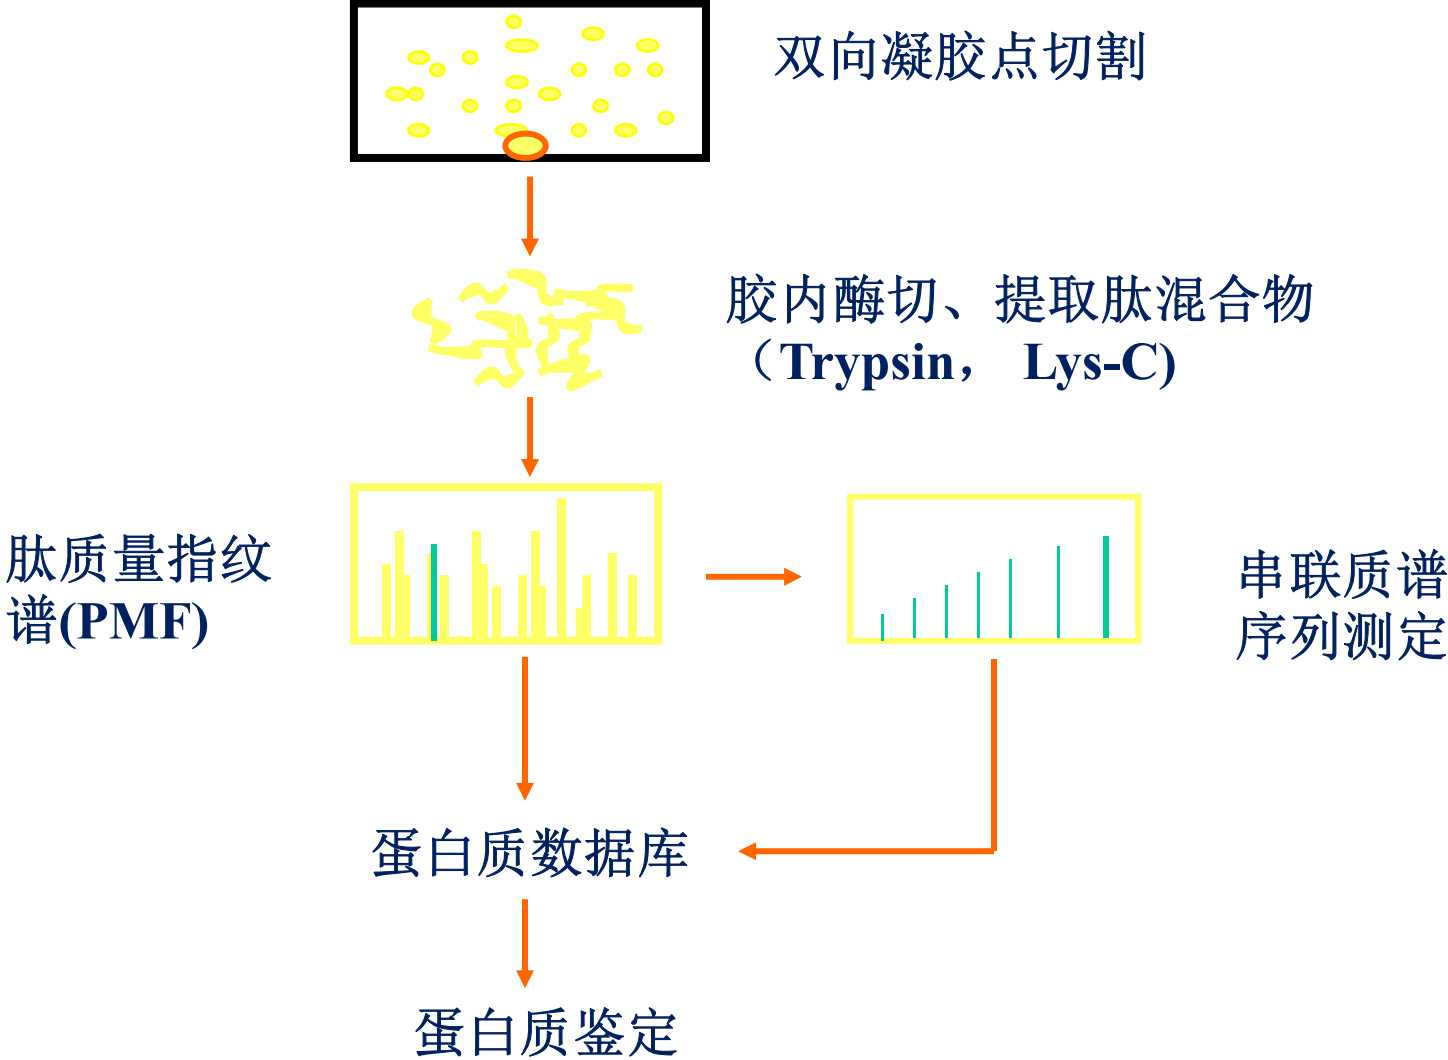 双向凝胶点切割
胶内酶切、提取肽混合物
（Trypsin， Lys-C)
肽质量指纹
谱(PMF)
串联质谱
序列测定
蛋白质数据库
蛋白质鉴定